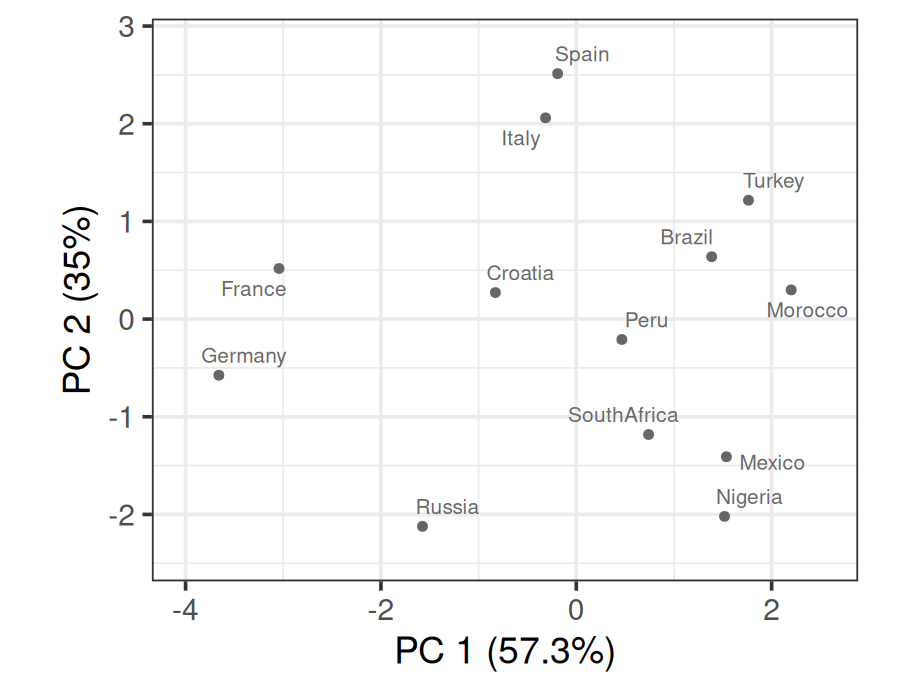 3
Spain
2
Italy
Turkey
1
Brazil
Croatia
France
Morocco
0
Peru
Germany
-1
SouthAfrica
Mexico
Nigeria
-2
Russia
PC 2 (35%)
-4
-2
0
2
PC 1 (57.3%)